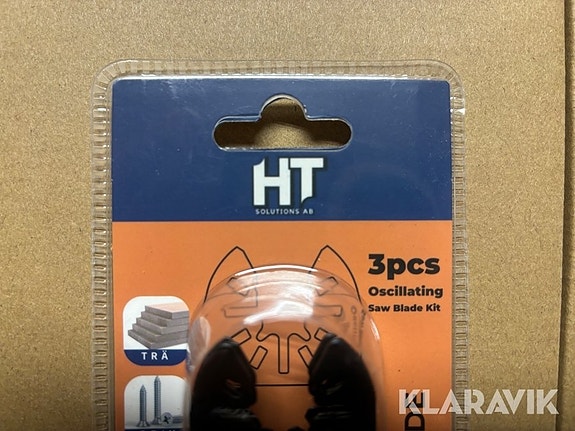 HT
SOLUTIONS AB
3pcs
Oscillating
Saw Blade Kit
TRÄ
KLARAVIK